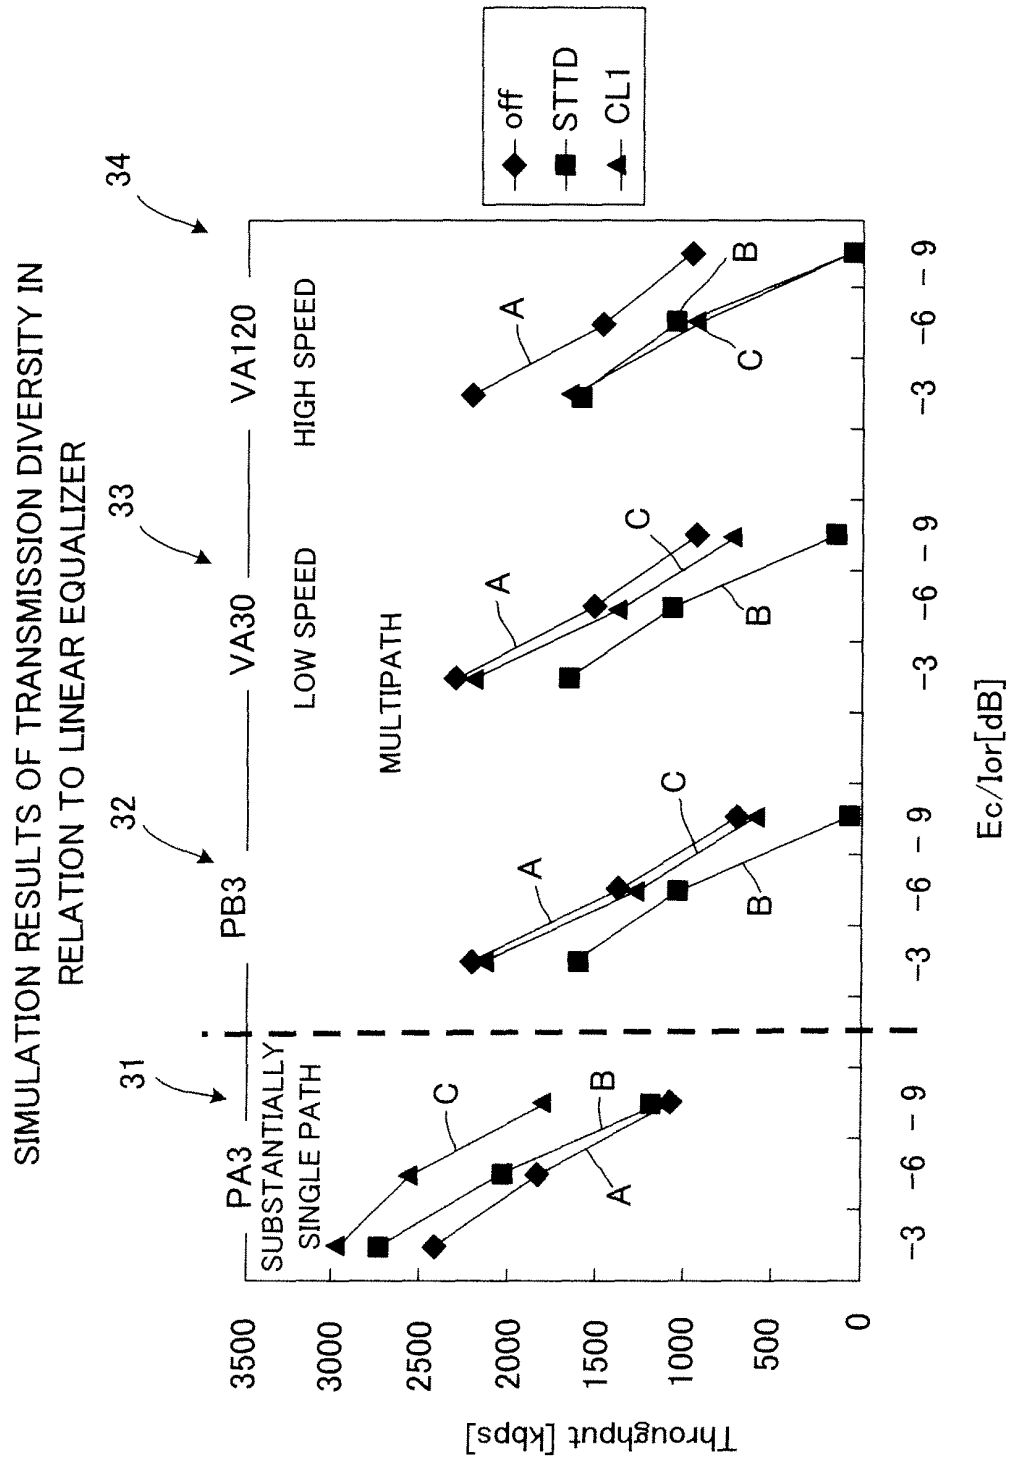 SIMULATION RESULTS OF TRANSMISSION DIVERSITY IN
RELATION TO LINEAR EQUALIZER
31
32
33
34
PA3
PB3
VA30
VA120
SUBSTANTIALLY
SINGLE PATH
LOW SPEED
HIGH SPEED
MULTIPATH
off
STTD
CL1
C
B
A
A
C
B
A
C
B
A
B
C
Throughput [kbps]
3500
3000
2500
2000
1500
1000
500
0
-3
-6
-9
-3
-6
-9
-3
-6
-9
-3
-6
-9
Ec/Ior[dB]